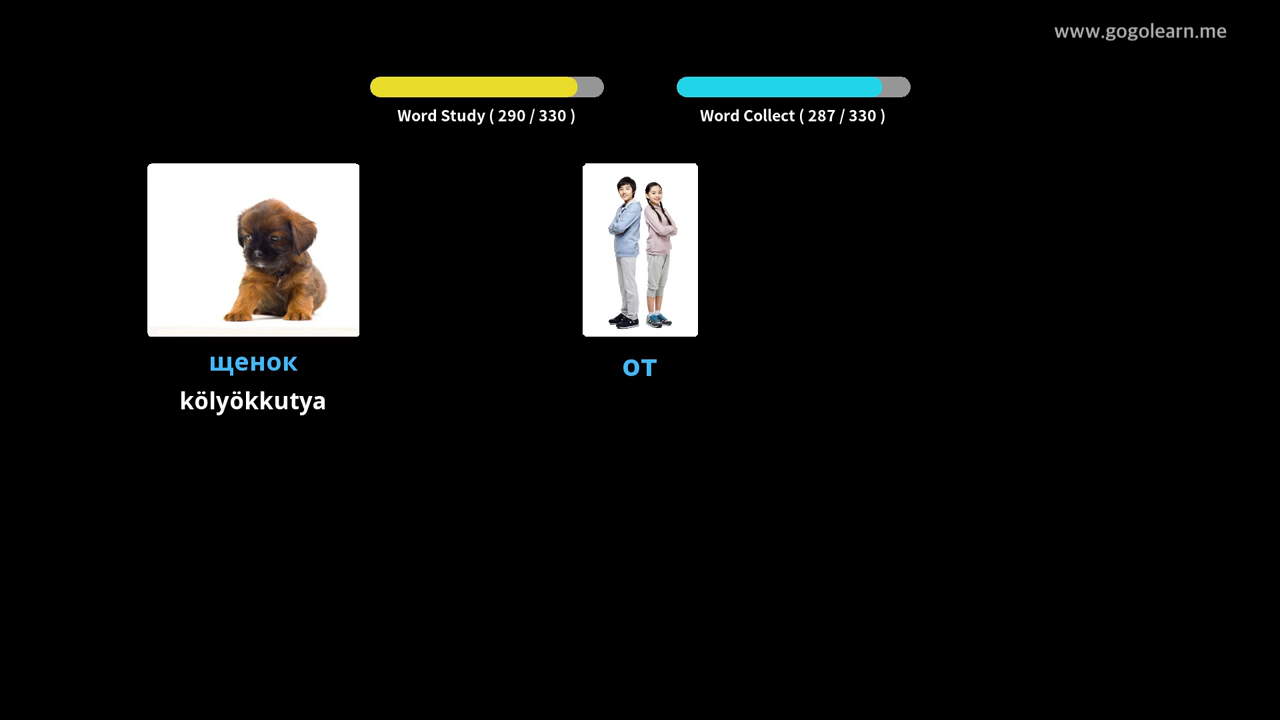 www.gogolearn.me
Word Study ( 290 / 330 )
Word Collect ( 287 / 330 )
щенок
kölyökkutya
от